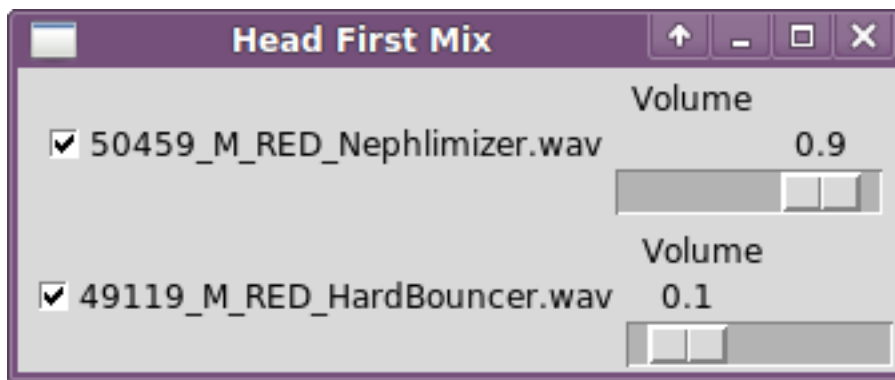 Head First Mix
Volume
50459_M_RED_Nephlimizer.wav 0.9
Volume
49119_M_RED_HardBouncer.wav 0.1